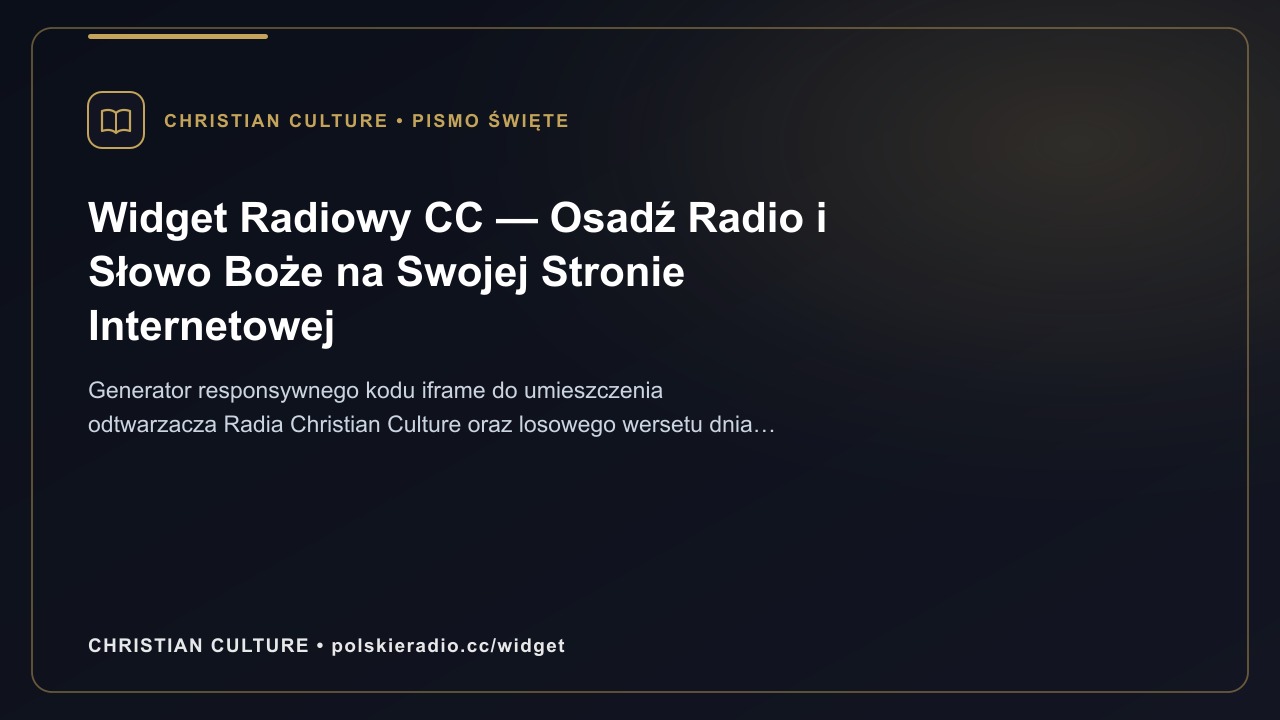 CHRISTIAN CULTURE • PISMO ŚWIĘTE
Widget Radiowy CC — Osadź Radio i
Słowo Boże na Swojej Stronie
Internetowej
Generator responsywnego kodu iframe do umieszczenia
odtwarzacza Radia Christian Culture oraz losowego wersetu dnia…
CHRISTIAN CULTURE • polskieradio.cc/widget